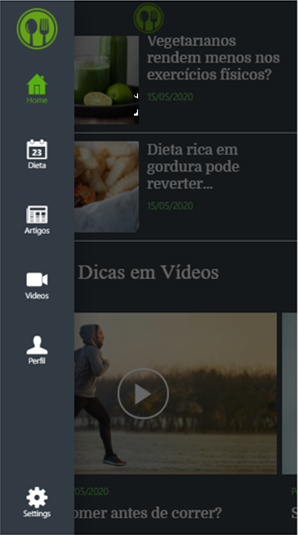 Home
23
Dieta
Artigos
Videos
Perfil
Settings
Vegetarianos
rendem menos nos
exercícios físicos?
15/05/2020
Dieta rica em
gordura pode
reverter...
15/05/2020
Dicas em Vídeos
05/2020
omer antes de correr?